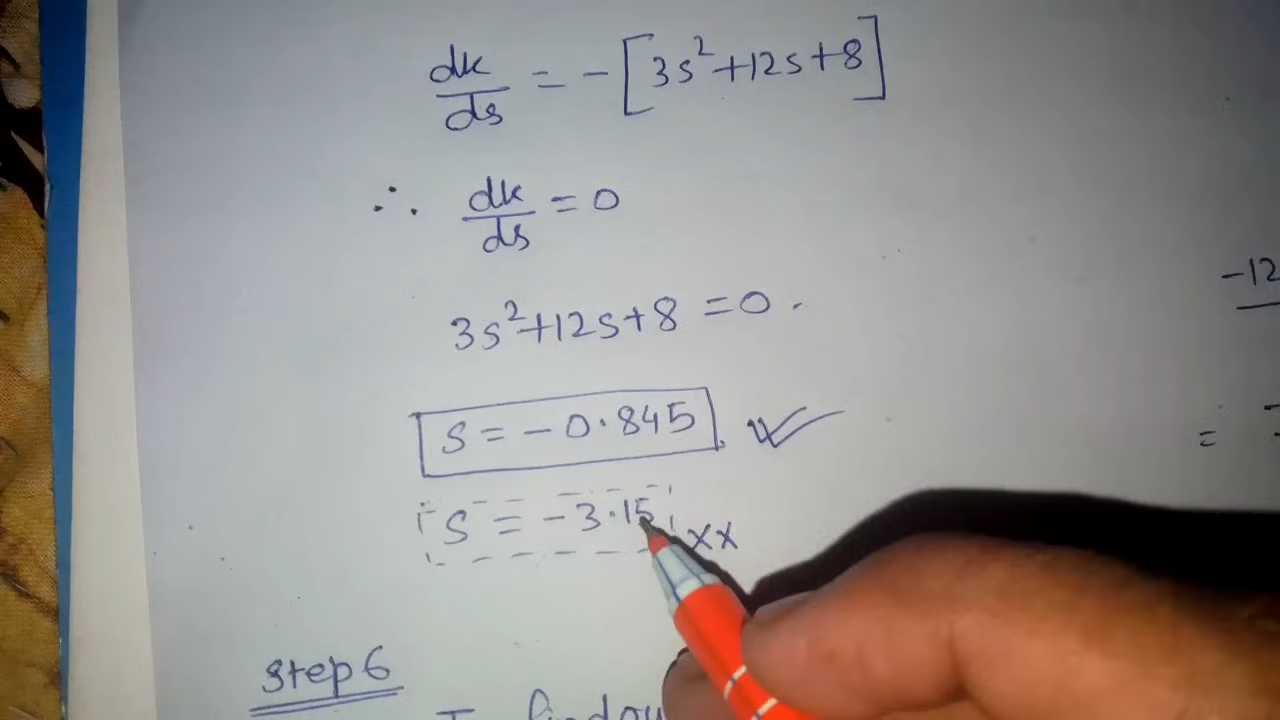 dk/ds = - [3s²+12s+8]
∴ dk/ds = 0
3s²+12s+8 = 0 .
-12
s = -0.845
=
s = -3.15 xx
Step 6